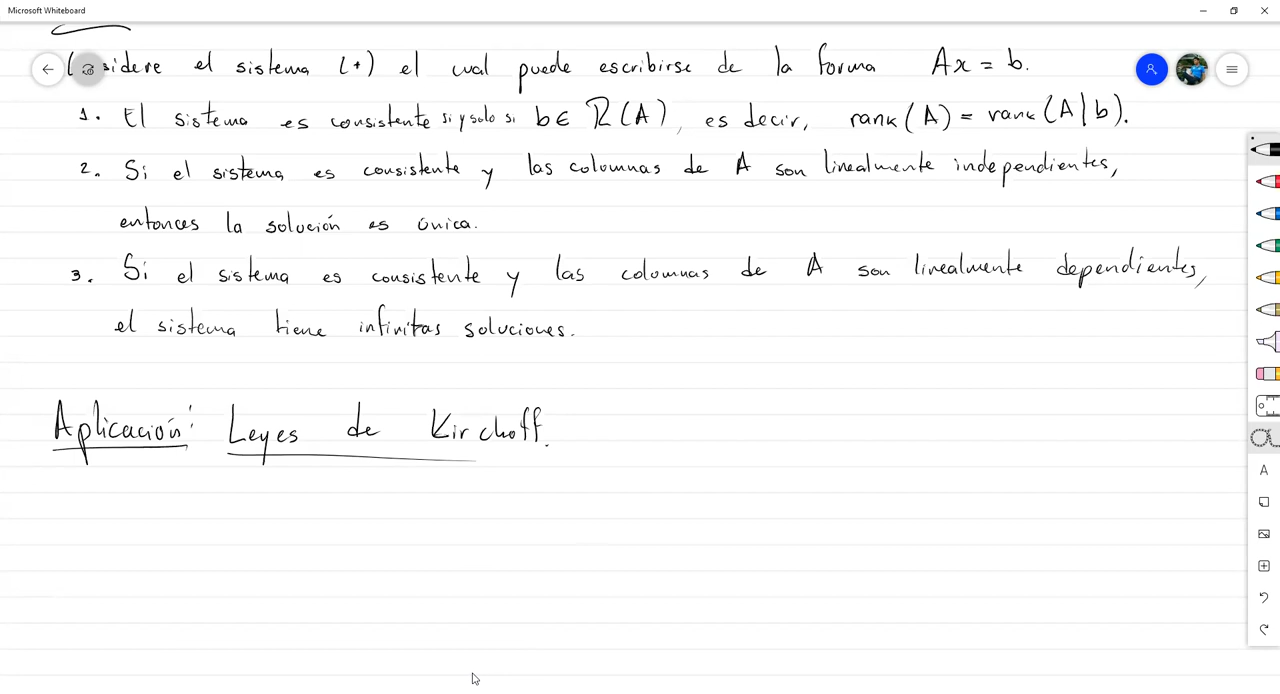 Microsoft Whiteboard
sidere el sistema (+) el cual puede escribirse de la forma Ax = b.
1. El sistema es consistente si y solo si b ∈ R(A), es decir, rank(A) = rank(A|b).
2. Si el sistema es consistente y las columnas de A son linealmente independientes,
entonces la solución es única.
3. Si el sistema es consistente y las columnas de A son linealmente dependientes,
el sistema tiene infinitas soluciones.
Aplicación: Leyes de Kirchoff.